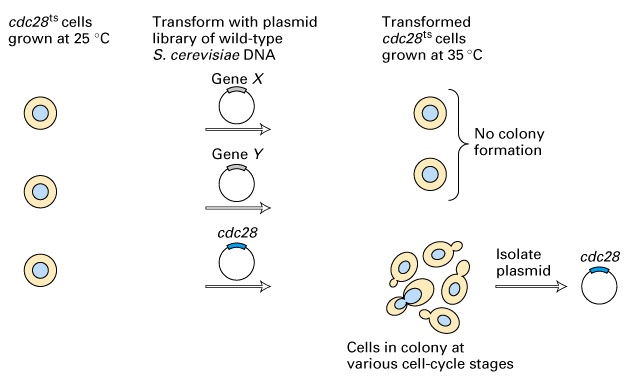 cdc28ts cells
grown at 25 °C
Transform with plasmid
library of wild-type
S. cerevisiae DNA
Transformed
cdc28ts cells
grown at 35 °C
Gene X
No colony
formation
Gene Y
cdc28
Isolate
plasmid
cdc28
Cells in colony at
various cell-cycle stages